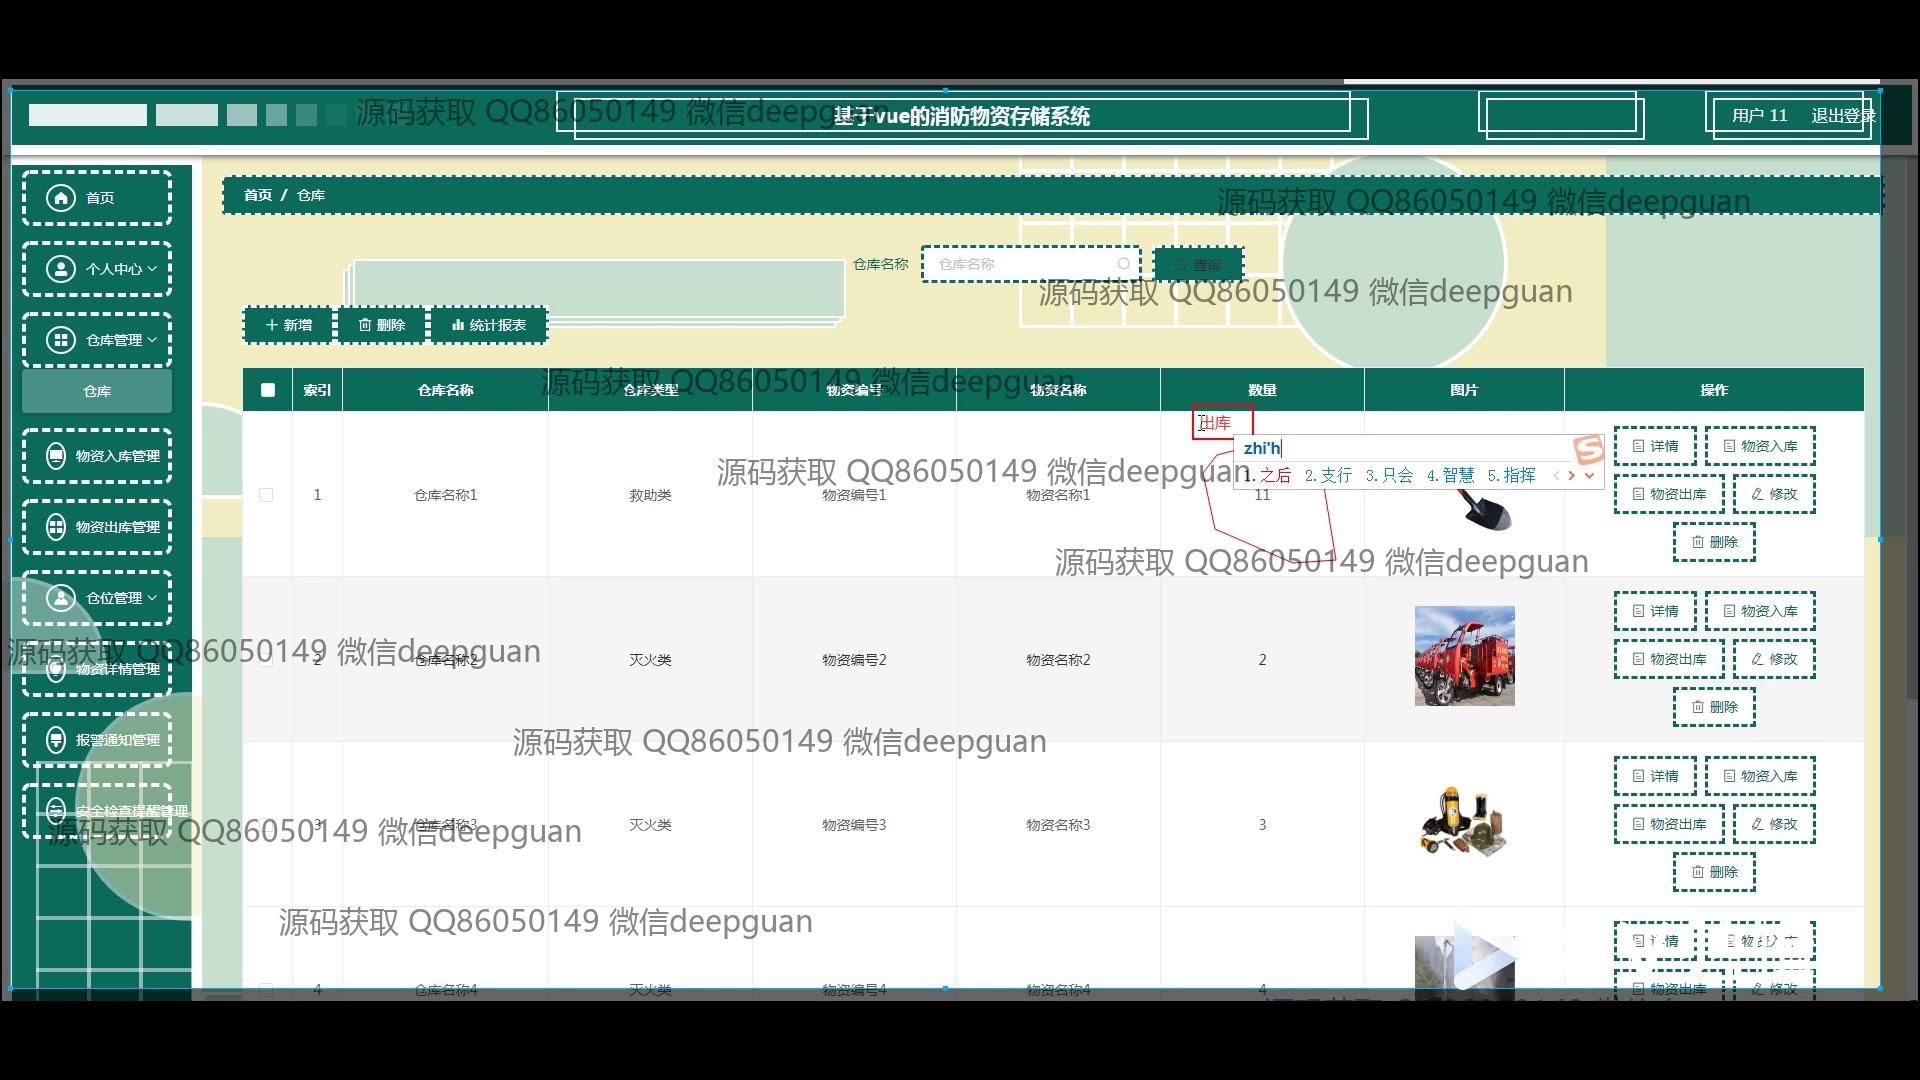 源码获取 QQ86050149 微信deepguan
基于vue的消防物资存储系统
用户 11 退出登录
首页
个人中心
仓库管理
仓库
物资入库管理
物资出库管理
仓位管理
物资详情管理
报警通知管理
安全检查提醒管理
首页 / 仓库
源码获取 QQ86050149 微信deepguan
仓库名称 仓库名称 查询
源码获取 QQ86050149 微信deepguan
新增 删除 统计报表
源码获取 QQ86050149 微信deepguan
索引 仓库名称 仓库类型 物资编号 物资名称 数量 图片 操作
出库
zhi'h
1.之后 2.支行 3.只会 4.智慧 5.指挥
源码获取 QQ86050149 微信deepguan
1 仓库名称1 救助类 物资编号1 物资名称1 11
详情 物资入库
物资出库 修改
删除
源码获取 QQ86050149 微信deepguan
2 仓库名称2 灭火类 物资编号2 物资名称2 2
详情 物资入库
物资出库 修改
删除
源码获取 QQ86050149 微信deepguan
源码获取 QQ86050149 微信deepguan
3 仓库名称3 灭火类 物资编号3 物资名称3 3
详情 物资入库
物资出库 修改
删除
源码获取 QQ86050149 微信deepguan
源码获取 QQ86050149 微信deepguan
4 仓库名称4 灭火类 物资编号4 物资名称4 4
详情 物资入库
物资出库 修改